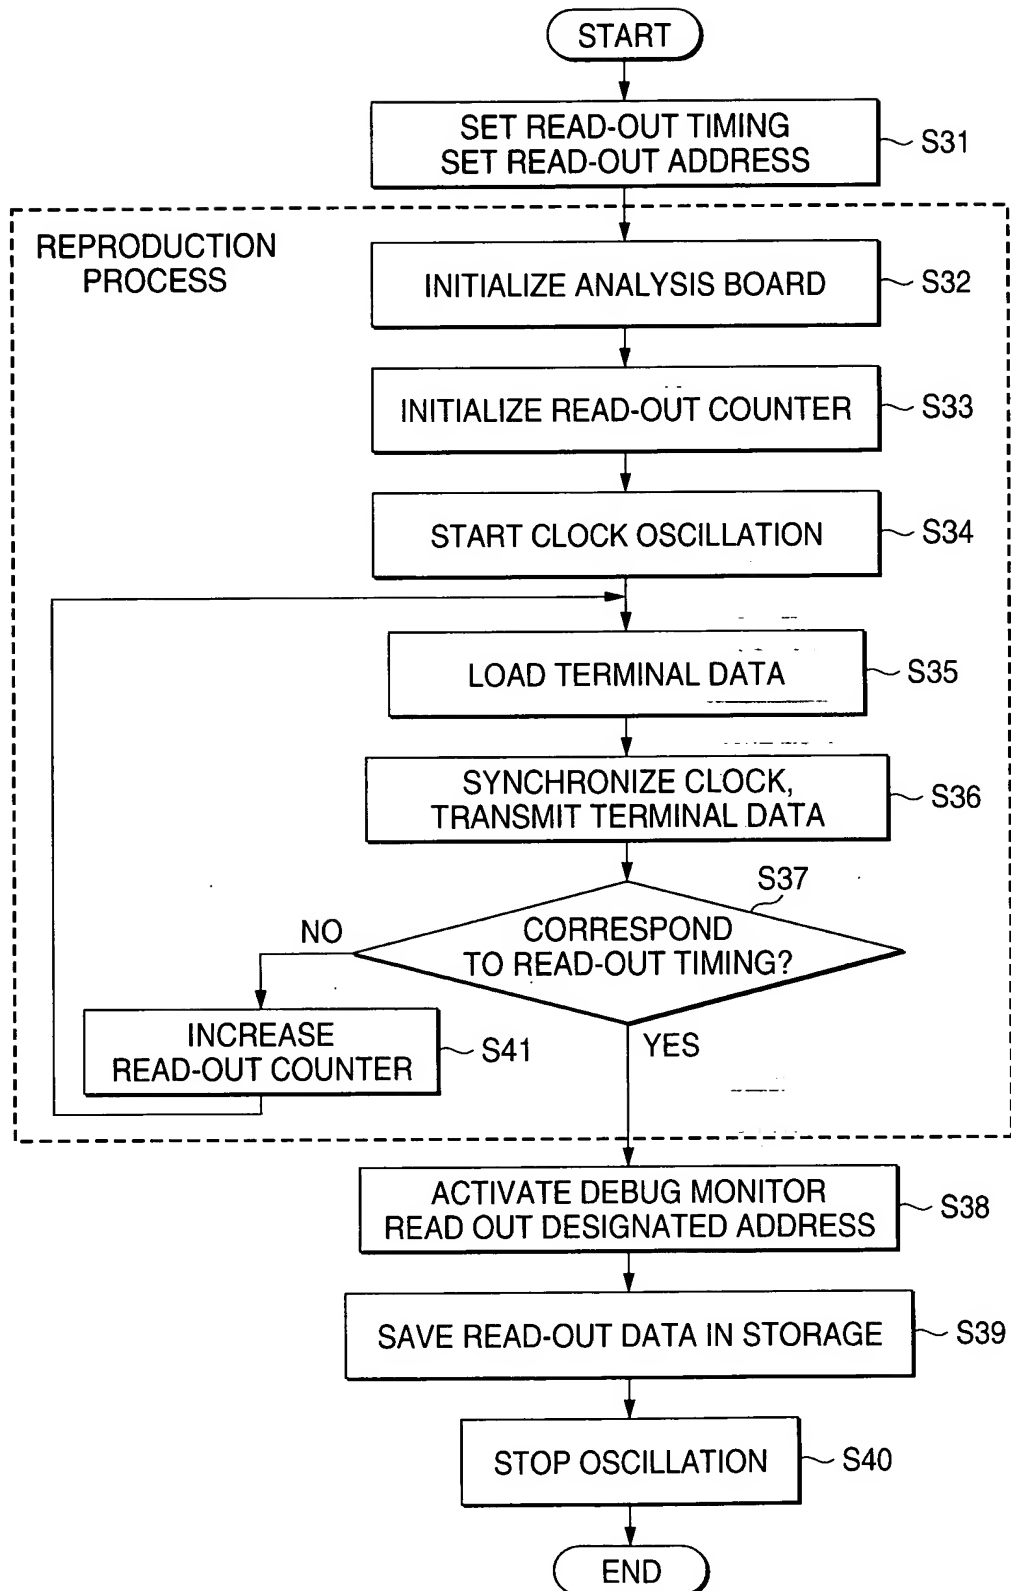 START
SET READ-OUT TIMING
SET READ-OUT ADDRESS
S31
REPRODUCTION
PROCESS
INITIALIZE ANALYSIS BOARD
S32
INITIALIZE READ-OUT COUNTER
S33
START CLOCK OSCILLATION
S34
LOAD TERMINAL DATA
S35
SYNCHRONIZE CLOCK,
TRANSMIT TERMINAL DATA
S36
S37
CORRESPOND
TO READ-OUT TIMING?
NO
YES
INCREASE
READ-OUT COUNTER
S41
ACTIVATE DEBUG MONITOR
READ OUT DESIGNATED ADDRESS
S38
SAVE READ-OUT DATA IN STORAGE
S39
STOP OSCILLATION
S40
END